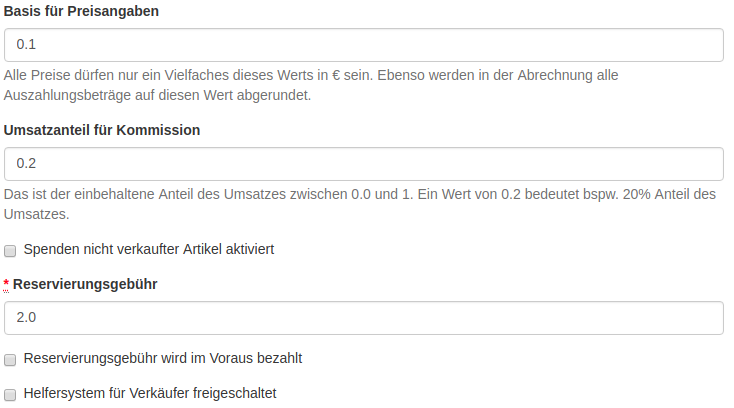 Basis für Preisangaben
0.1
Alle Preise dürfen nur ein Vielfaches dieses Werts in € sein. Ebenso werden in der Abrechnung alle
Auszahlungsbeträge auf diesen Wert abgerundet.
Umsatzanteil für Kommission
0.2
Das ist der einbehaltene Anteil des Umsatzes zwischen 0.0 und 1. Ein Wert von 0.2 bedeutet bspw. 20% Anteil des
Umsatzes.
Spenden nicht verkaufter Artikel aktiviert
* Reservierungsgebühr
2.0
Reservierungsgebühr wird im Voraus bezahlt
Helfersystem für Verkäufer freigeschaltet